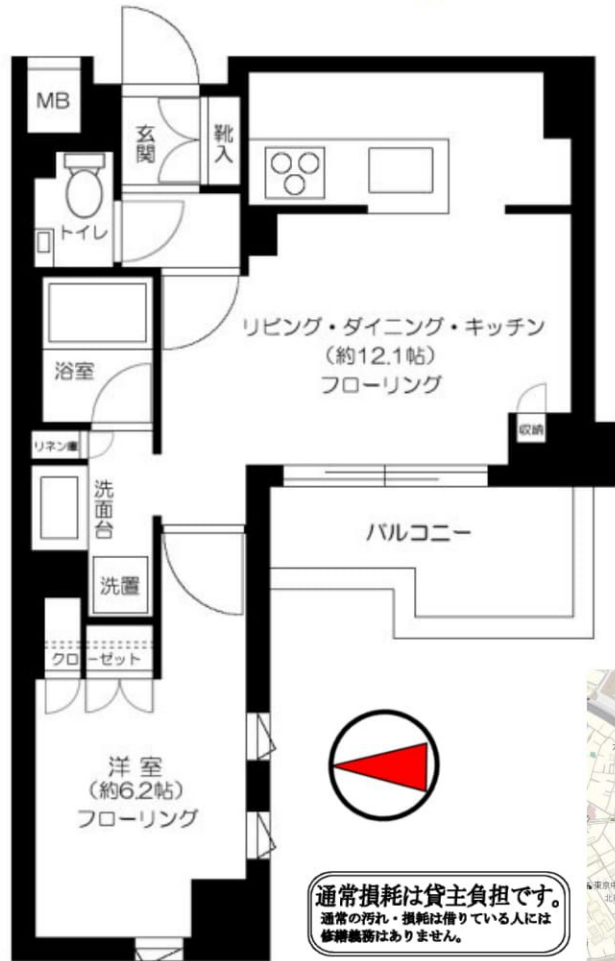 MB
玄関
靴入
トイレ
リビング・ダイニング・キッチン
（約12.1帖）
フローリング
浴室
収納
リネン庫
洗面台
バルコニー
洗置
クローゼット
洋室
（約6.2帖）
フローリング
通常損耗は貸主負担です。
通常の汚れ・損耗は借りている人には
修繕義務はありません。